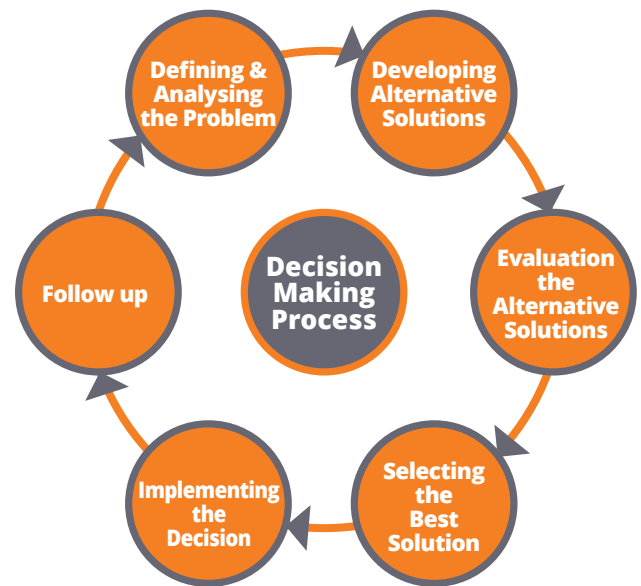 Defining &
Analysing
the Problem
Developing
Alternative
Solutions
Evaluation
the
Alternative
Solutions
Selecting
the
Best
Solution
Implementing
the
Decision
Follow up
Decision
Making
Process